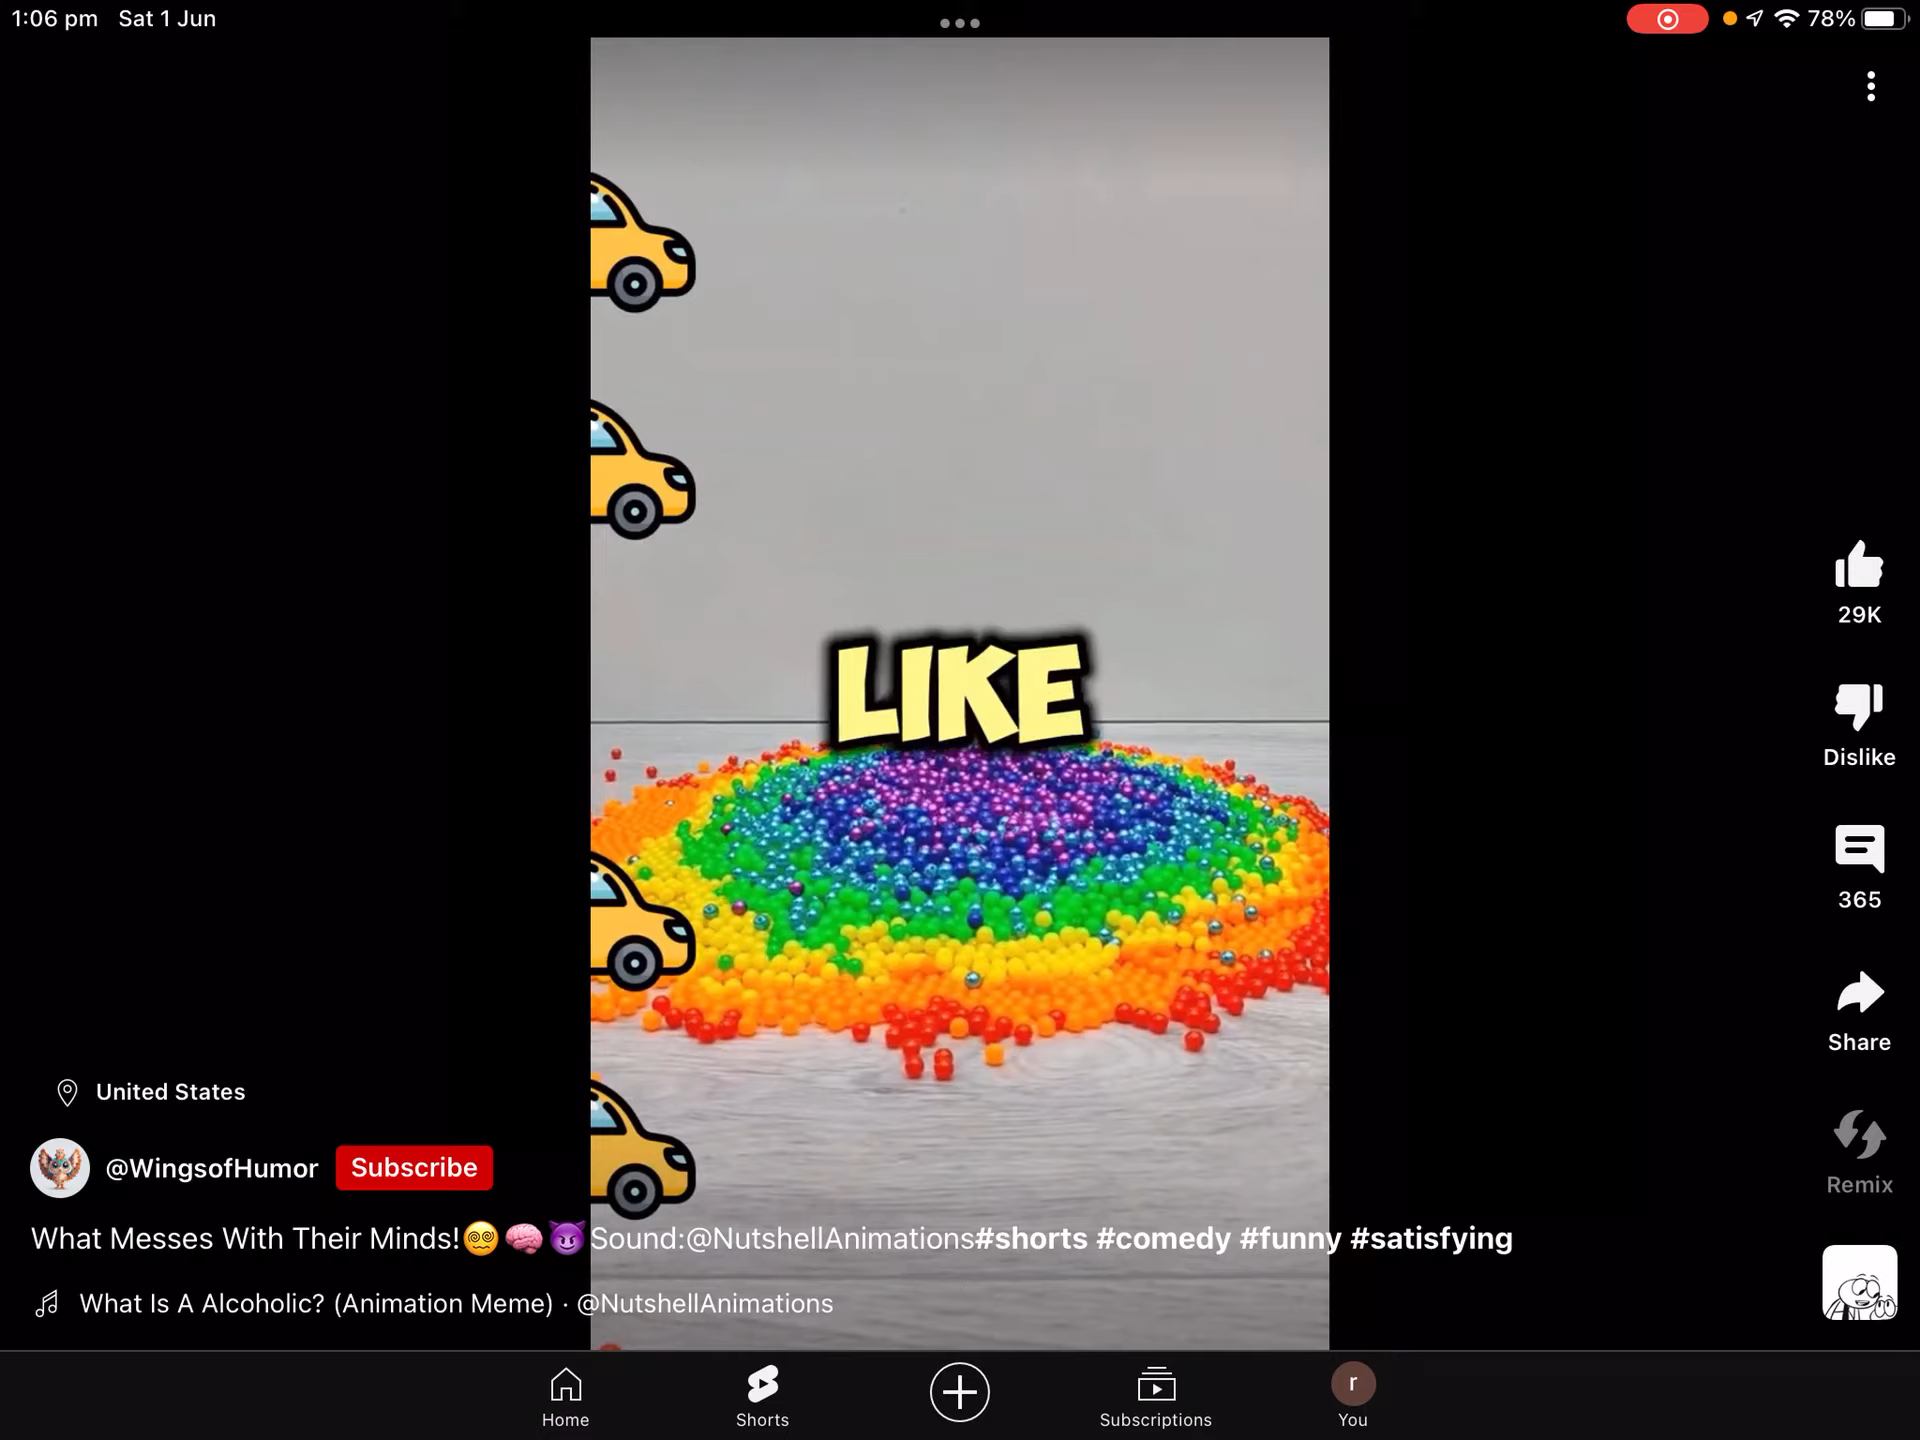 1:06 pm Sat 1 Jun
78%
LIKE
29K
Dislike
365
Share
Remix
United States
@WingsofHumor Subscribe
What Messes With Their Minds!😵‍💫🧠😈Sound:@NutshellAnimations#shorts #comedy #funny #satisfying
What Is A Alcoholic? (Animation Meme) · @NutshellAnimations
Home
Shorts
Subscriptions
r
You